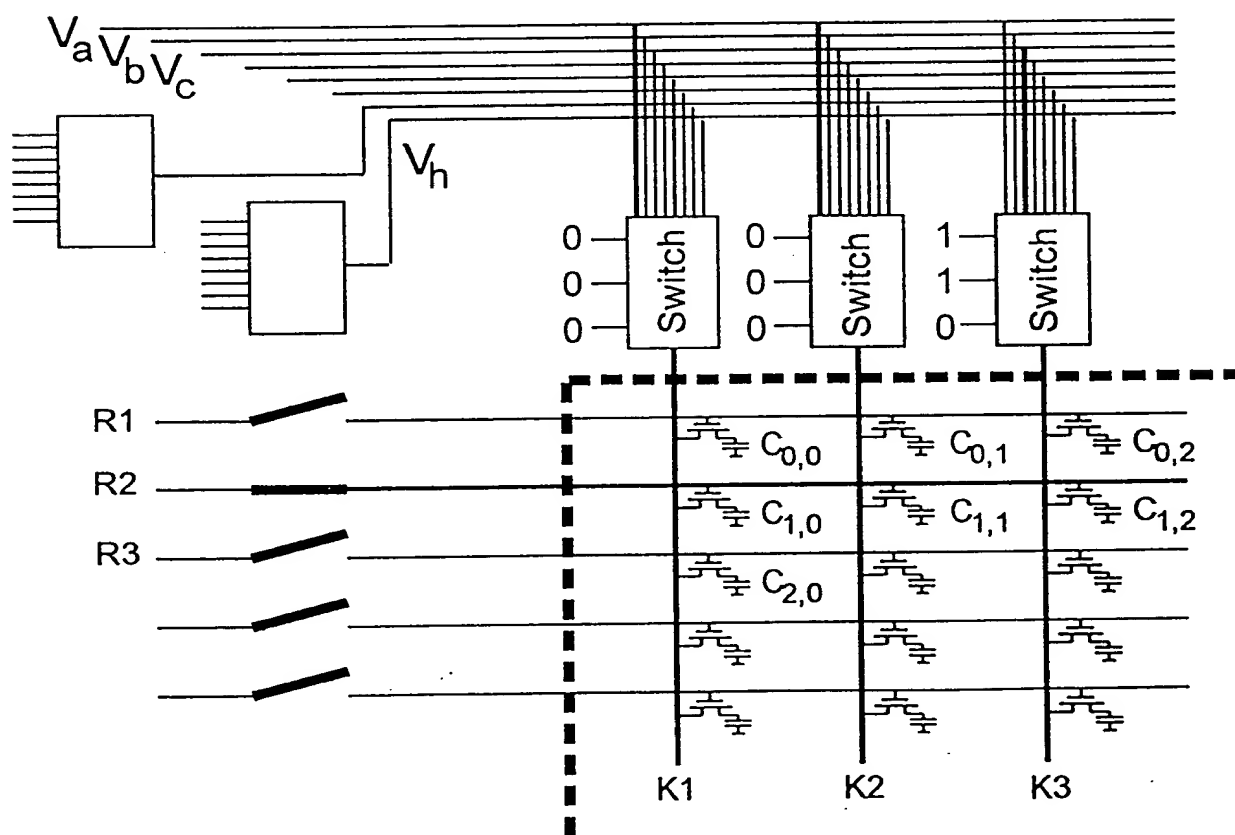 Va Vb Vc
Vh
0 0 1
0 0 1
0 0 0
Switch Switch Switch
R1
C0,0 C0,1 C0,2
R2
C1,0 C1,1 C1,2
R3
C2,0
K1 K2 K3